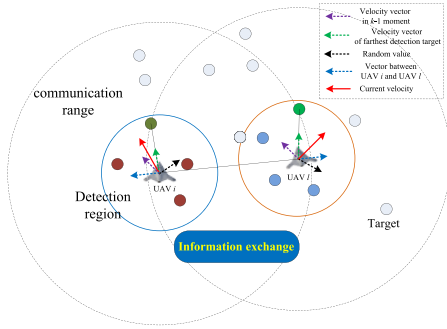 Velocity vector
in k-1 moment
Velocity vector
of farthest detection target
Random value
Vector between
UAV i and UAV l
Current velocity
communication
range
UAV i
UAV l
Detection
region
Target
Information exchange